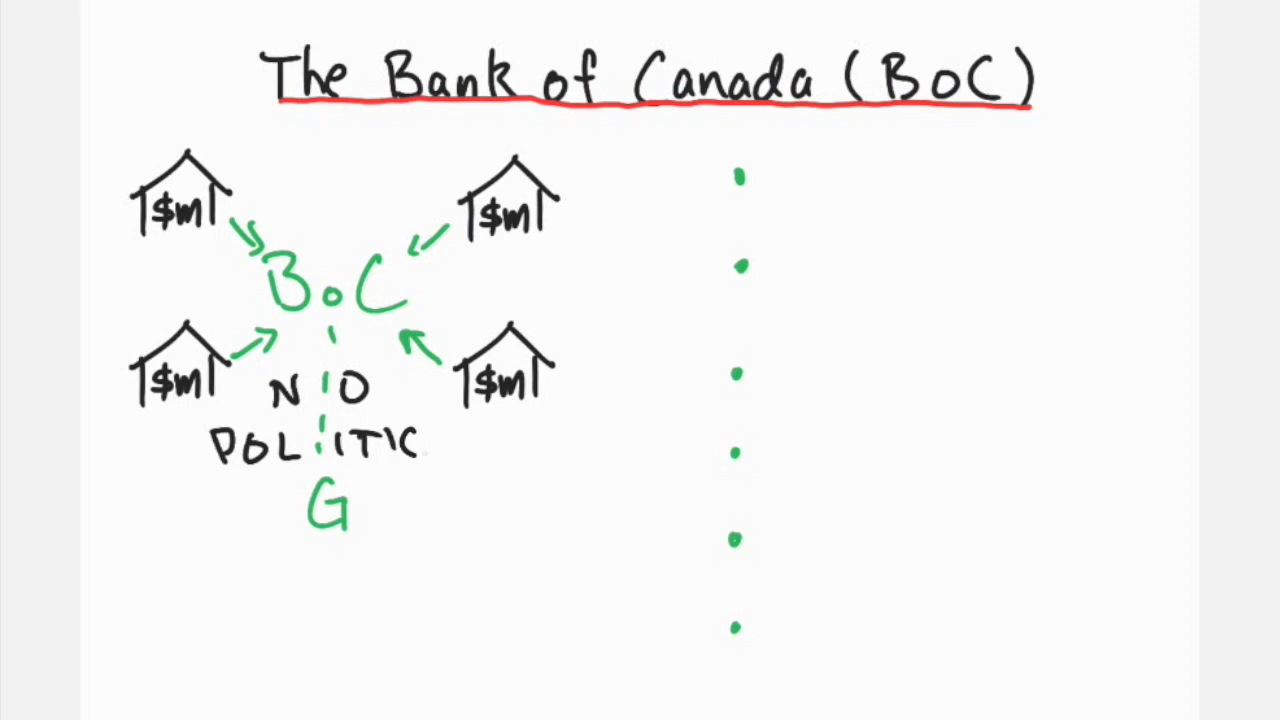 The Bank of Canada (BoC)
$m $m
BoC
$m $m
NO
POLITIC
G